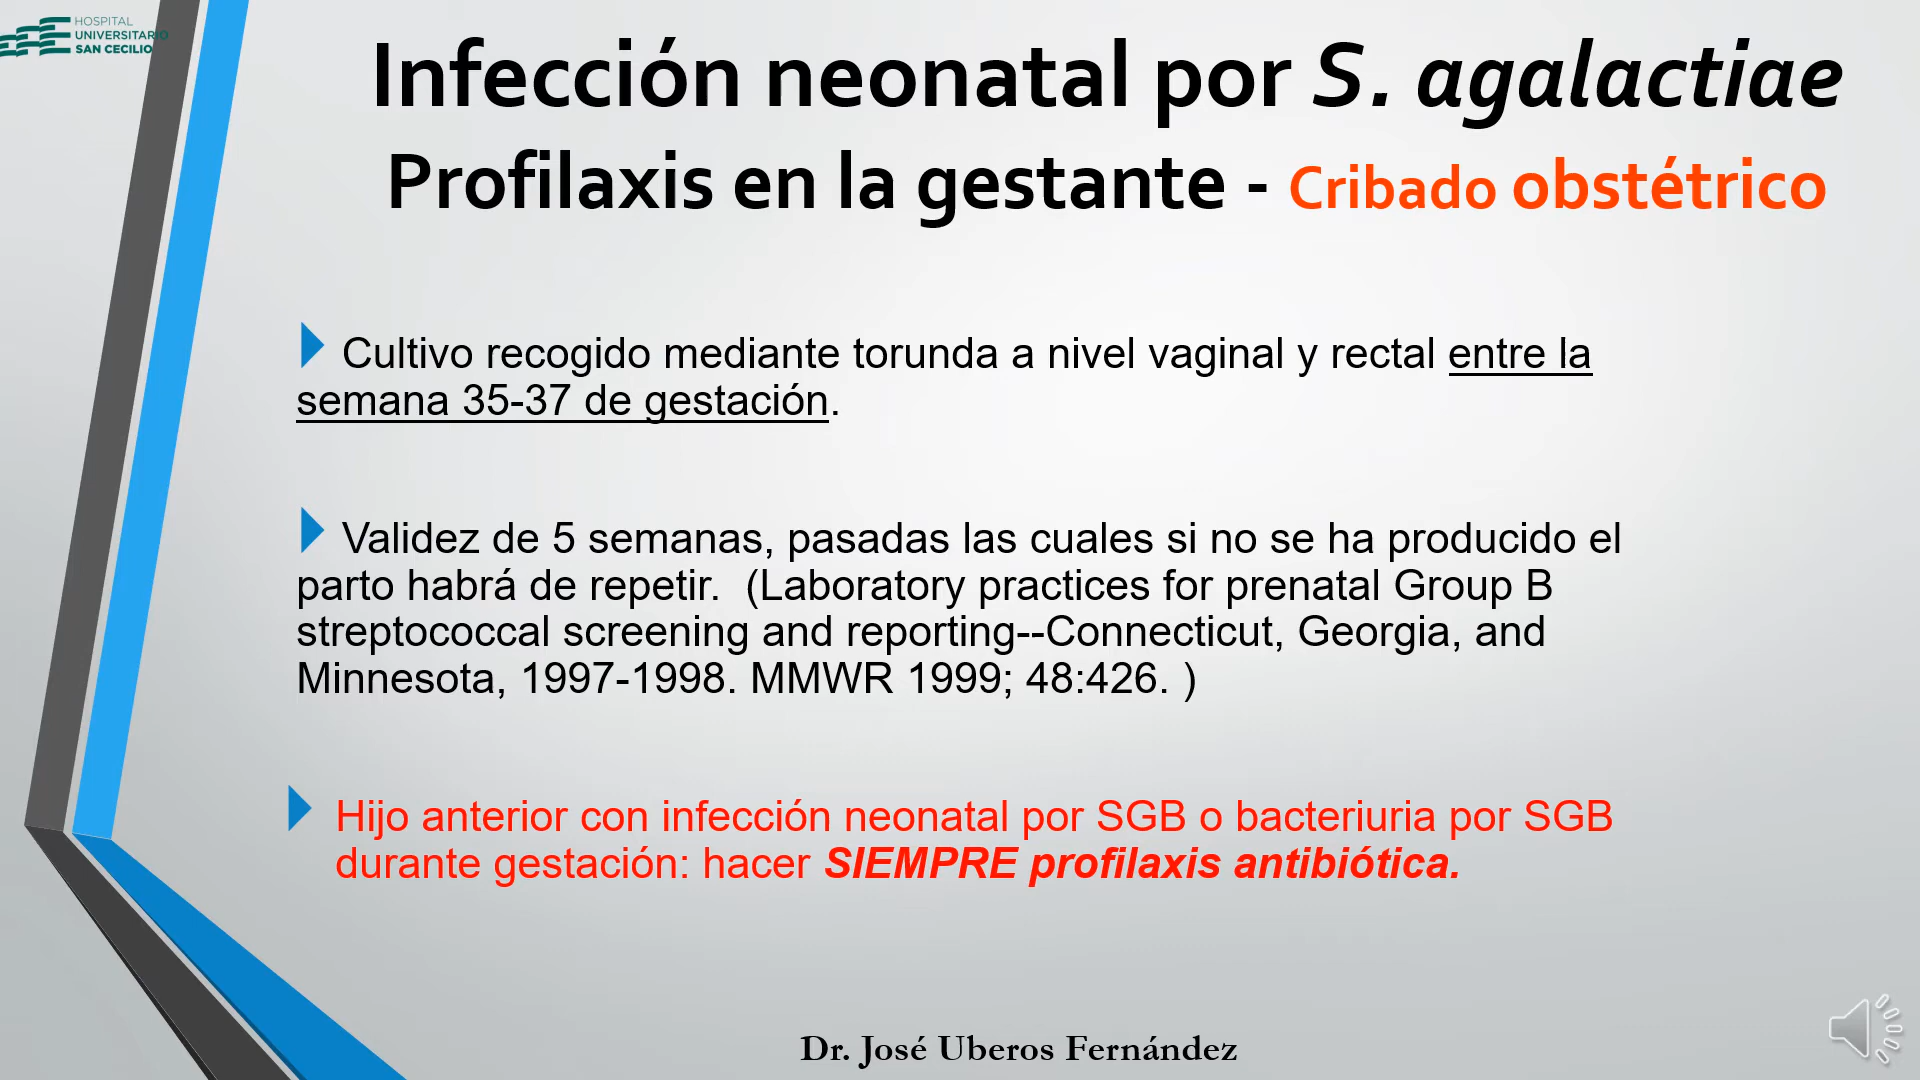 HOSPITAL
UNIVERSITARIO
SAN CECILIO
Infección neonatal por S. agalactiae
Profilaxis en la gestante - Cribado obstétrico
Cultivo recogido mediante torunda a nivel vaginal y rectal entre la
semana 35-37 de gestación.
Validez de 5 semanas, pasadas las cuales si no se ha producido el
parto habrá de repetir. (Laboratory practices for prenatal Group B
streptococcal screening and reporting--Connecticut, Georgia, and
Minnesota, 1997-1998. MMWR 1999; 48:426. )
Hijo anterior con infección neonatal por SGB o bacteriuria por SGB
durante gestación: hacer SIEMPRE profilaxis antibiótica.
Dr. José Uberos Fernández